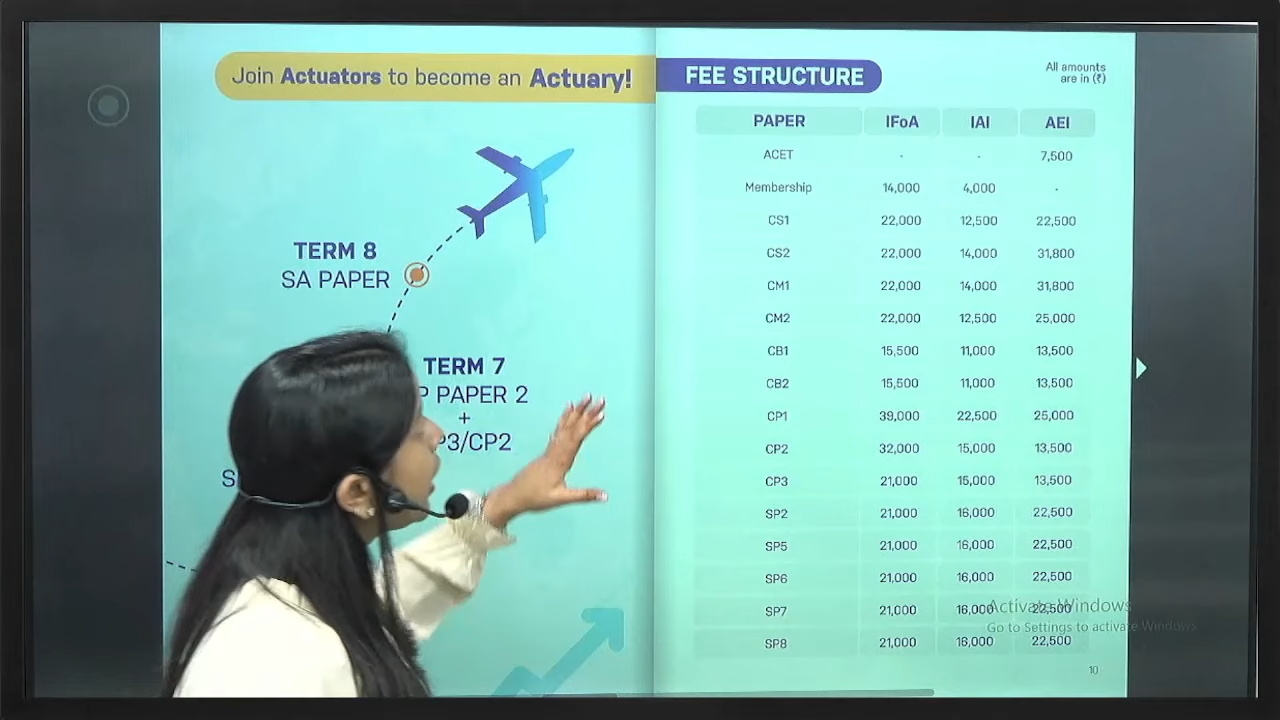 Join Actuators to become an Actuary!
TERM 8
SA PAPER
TERM 7
P PAPER 2
+
P3/CP2
S
FEE STRUCTURE
All amounts
are in (₹)
PAPER IFoA IAI AEI
ACET - - 7,500
Membership 14,000 4,000 -
CS1 22,000 12,500 22,500
CS2 22,000 14,000 31,800
CM1 22,000 14,000 31,800
CM2 22,000 12,500 25,000
CB1 15,500 11,000 13,500
CB2 15,500 11,000 13,500
CP1 39,000 22,500 25,000
CP2 32,000 15,000 13,500
CP3 21,000 15,000 13,500
SP2 21,000 16,000 22,500
SP5 21,000 16,000 22,500
SP6 21,000 16,000 22,500
SP7 21,000 16,000 22,500
SP8 21,000 16,000 22,500
Activate Windows
Go to Settings to activate Windows.
10